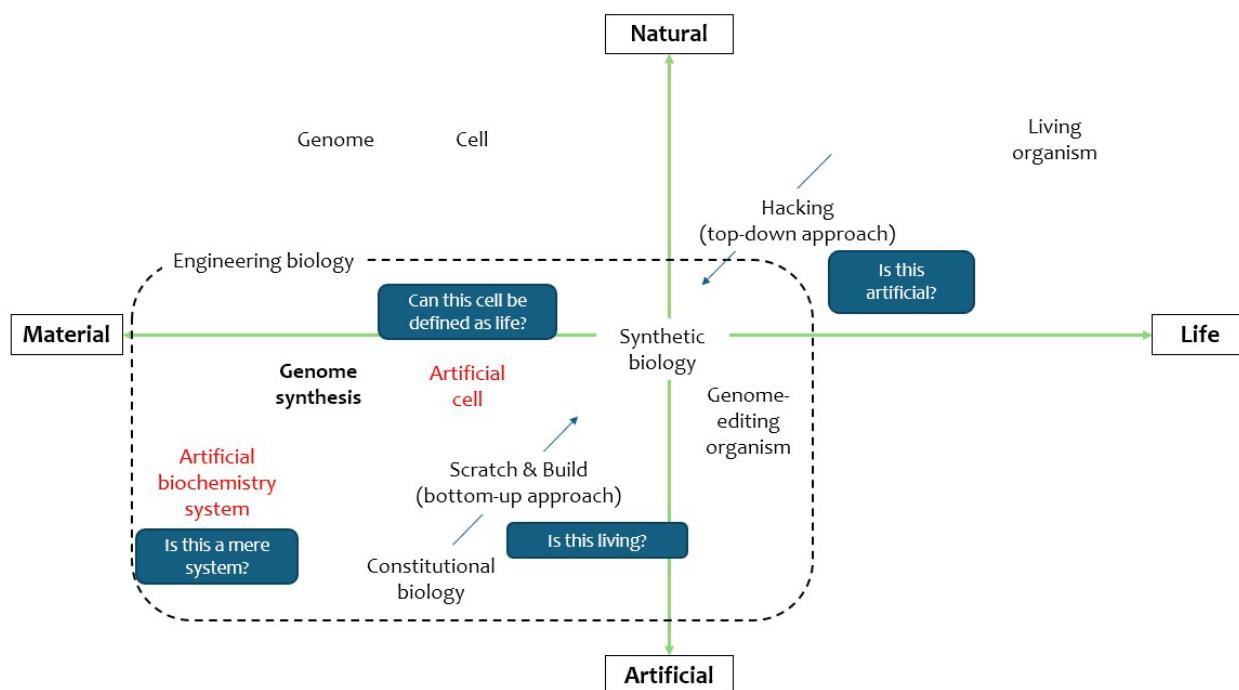 Natural
Genome
Cell
Living
organism
Hacking
(top-down approach)
Engineering biology
Is this
artificial?
Can this cell be
defined as life?
Material
Synthetic
biology
Life
Genome
synthesis
Artificial
cell
Genome-
editing
organism
Artificial
biochemistry
system
Scratch & Build
(bottom-up approach)
Is this a mere
system?
Is this living?
Constitutional
biology
Artificial